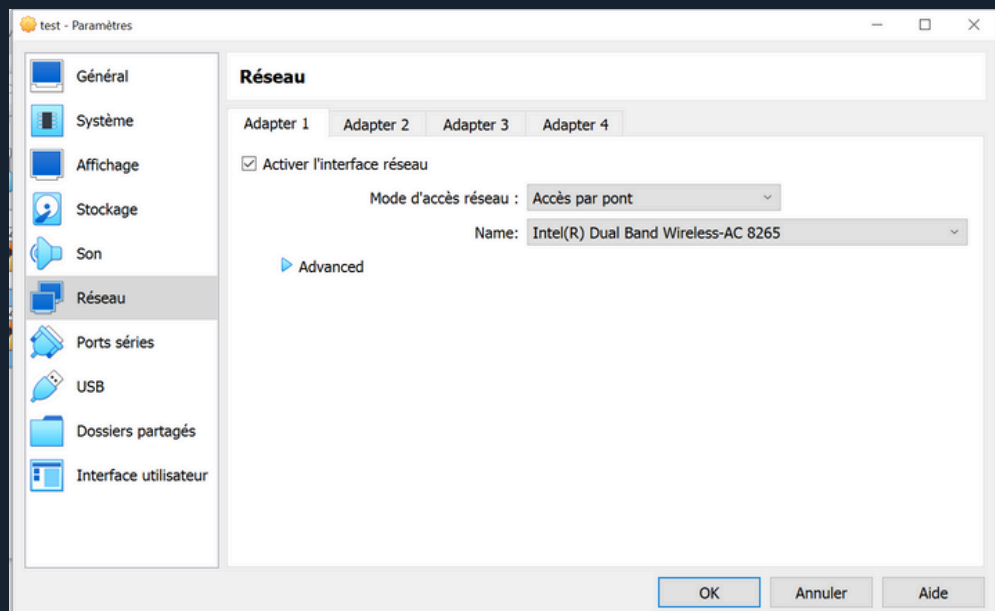 test - Paramètres
Général
Système
Affichage
Stockage
Son
Réseau
Ports séries
USB
Dossiers partagés
Interface utilisateur
Réseau
Adapter 1 Adapter 2 Adapter 3 Adapter 4
Activer l'interface réseau
Mode d'accès réseau : Accès par pont
Name: Intel(R) Dual Band Wireless-AC 8265
Advanced
OK Annuler Aide